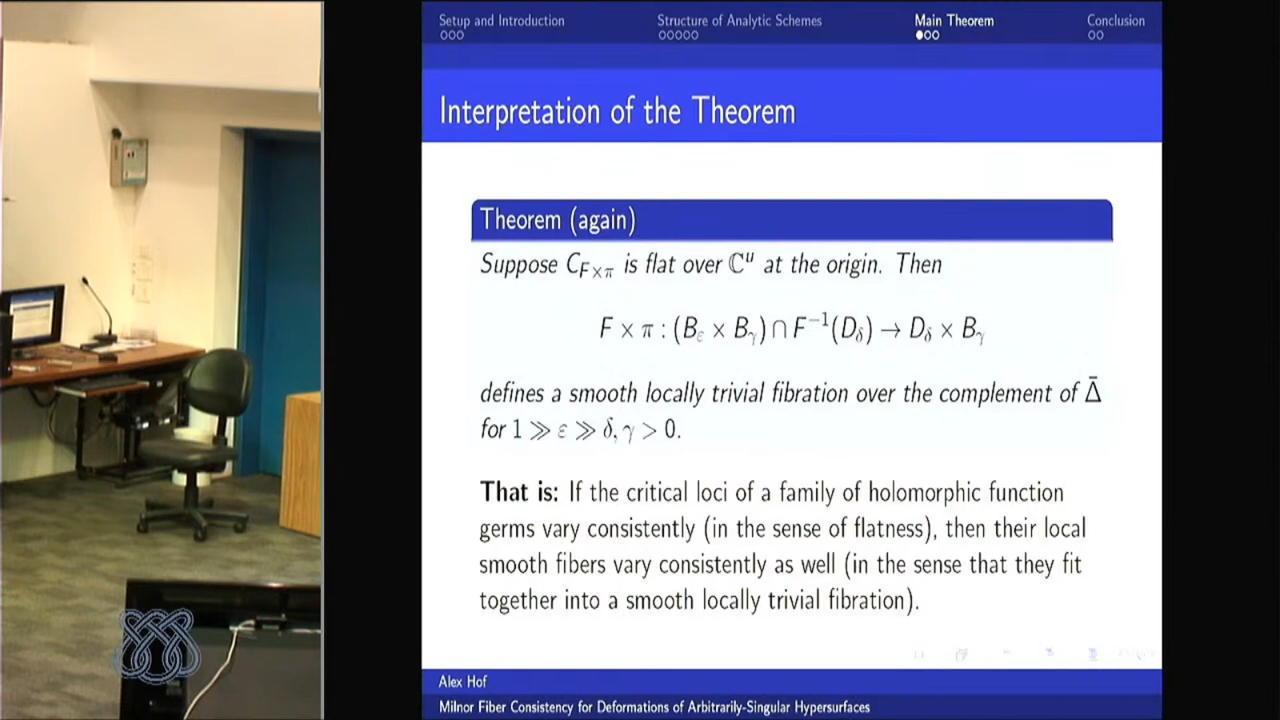 Setup and Introduction
Structure of Analytic Schemes
Main Theorem
Conclusion
Interpretation of the Theorem
Theorem (again)
Suppose C_{F×π} is flat over ℂ^u at the origin. Then
F × π : (B_ε × B_γ) ∩ F^{-1}(D_δ) → D_δ × B_γ
defines a smooth locally trivial fibration over the complement of Δ̄
for 1 ≫ ε ≫ δ, γ > 0.
That is: If the critical loci of a family of holomorphic function
germs vary consistently (in the sense of flatness), then their local
smooth fibers vary consistently as well (in the sense that they fit
together into a smooth locally trivial fibration).
Alex Hof
Milnor Fiber Consistency for Deformations of Arbitrarily-Singular Hypersurfaces